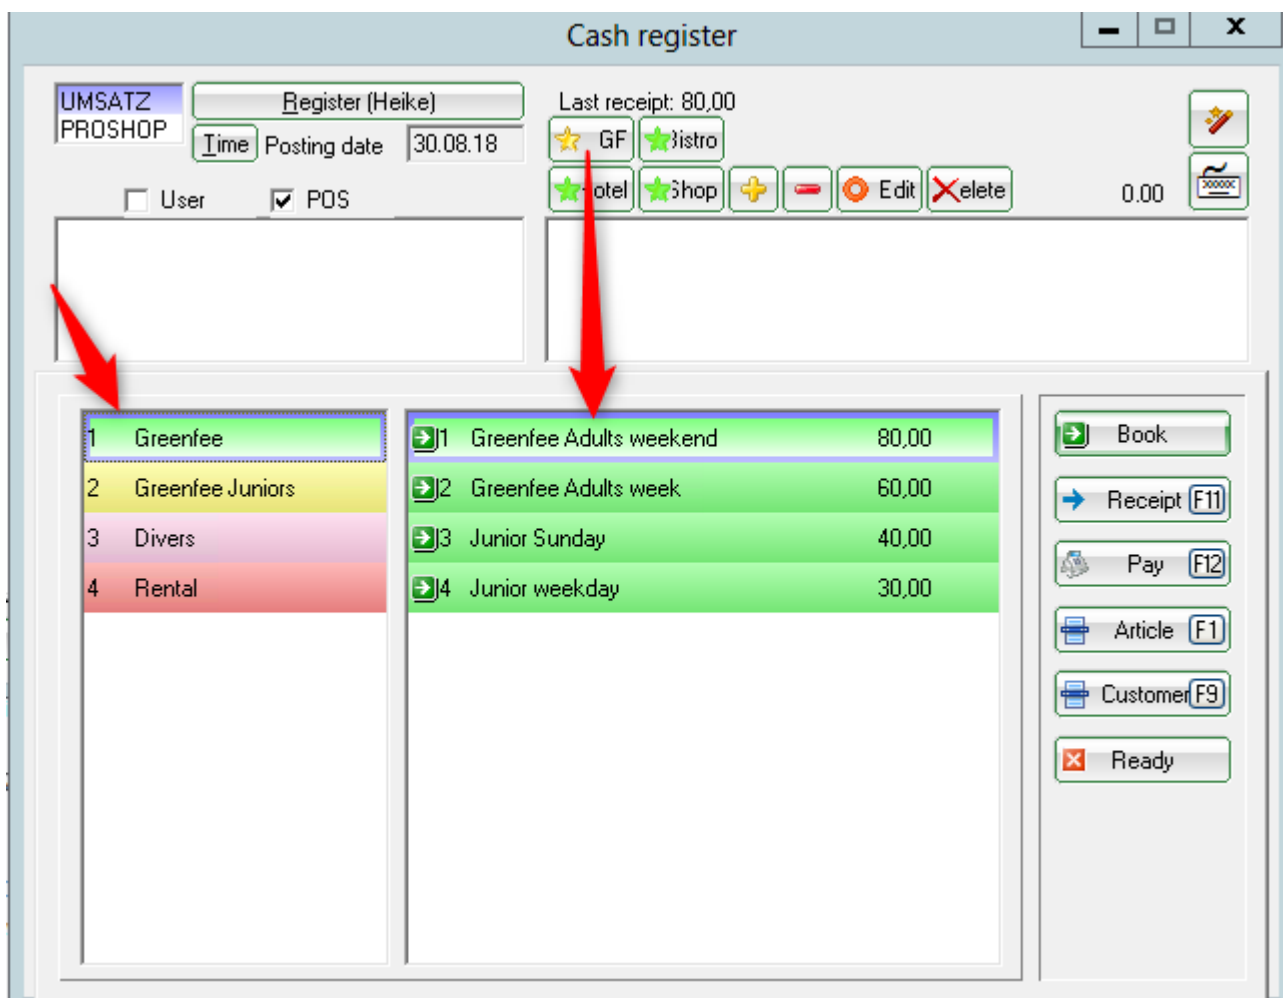 Cash register
UMSATZ
PROSHOP
Register (Heike)
Time Posting date 30.08.18
User POS
Last receipt: 80,00
GF istro
otel Shop Edit elete 0.00
1 Greenfee
2 Greenfee Juniors
3 Divers
4 Rental
1 Greenfee Adults weekend 80,00
2 Greenfee Adults week 60,00
3 Junior Sunday 40,00
4 Junior weekday 30,00
Book
Receipt F11
Pay F12
Article F1
Customer F9
Ready